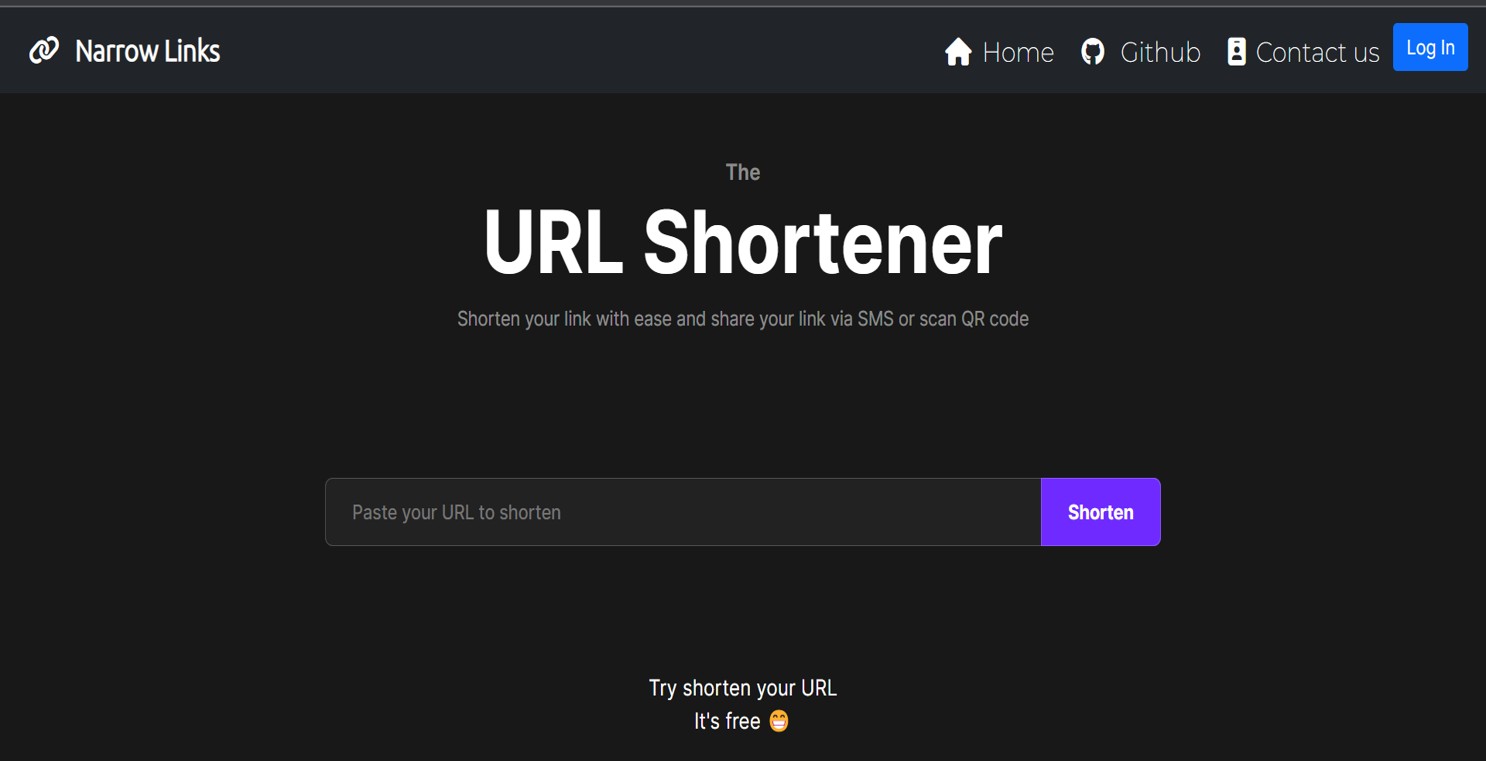 Narrow Links Home Github Contact us Log In
The
URL Shortener
Shorten your link with ease and share your link via SMS or scan QR code
Paste your URL to shorten Shorten
Try shorten your URL
It's free 😁